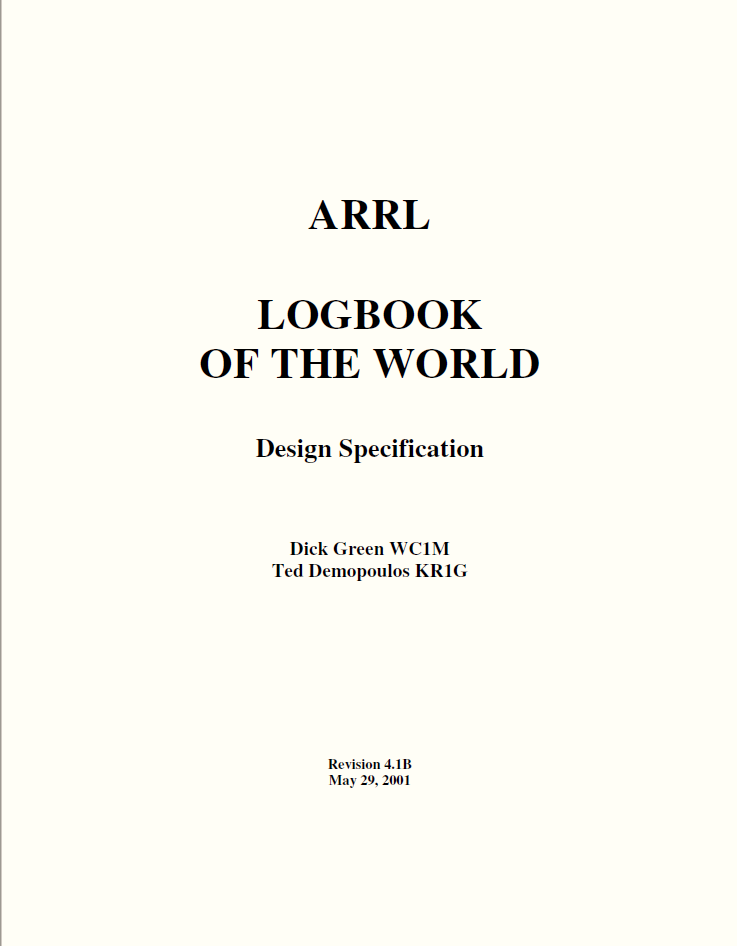 ARRL
LOGBOOK
OF THE WORLD
Design Specification
Dick Green WC1M
Ted Demopoulos KR1G
Revision 4.1B
May 29, 2001